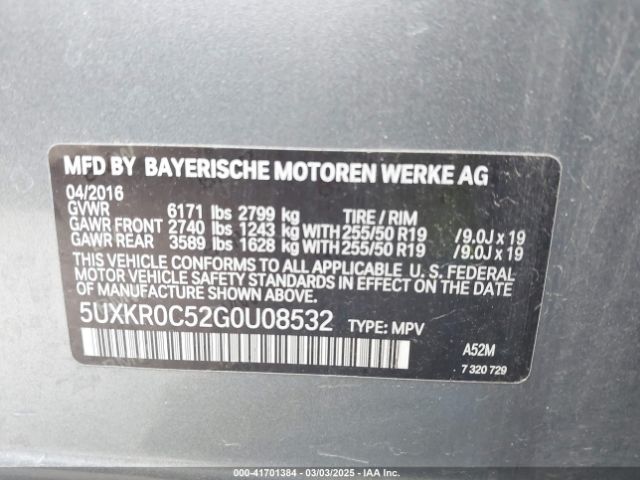 MFD BY BAYERISCHE MOTOREN WERKE AG
04/2016
GVWR 6171 lbs 2799 kg TIRE / RIM
GAWR FRONT 2740 lbs 1243 kg WITH 255/50 R19 /9.0J x 19
GAWR REAR 3589 lbs 1628 kg WITH 255/50 R19 /9.0J x 19
THIS VEHICLE CONFORMS TO ALL APPLICABLE U. S. FEDERAL
MOTOR VEHICLE SAFETY STANDARDS IN EFFECT ON THE DATE
OF MANUFACTURE SHOWN ABOVE.
5UXKR0C52G0U08532 TYPE: MPV
A52M
7 320 729
000-41701384 | 03/03/2025 - IAAI.COM